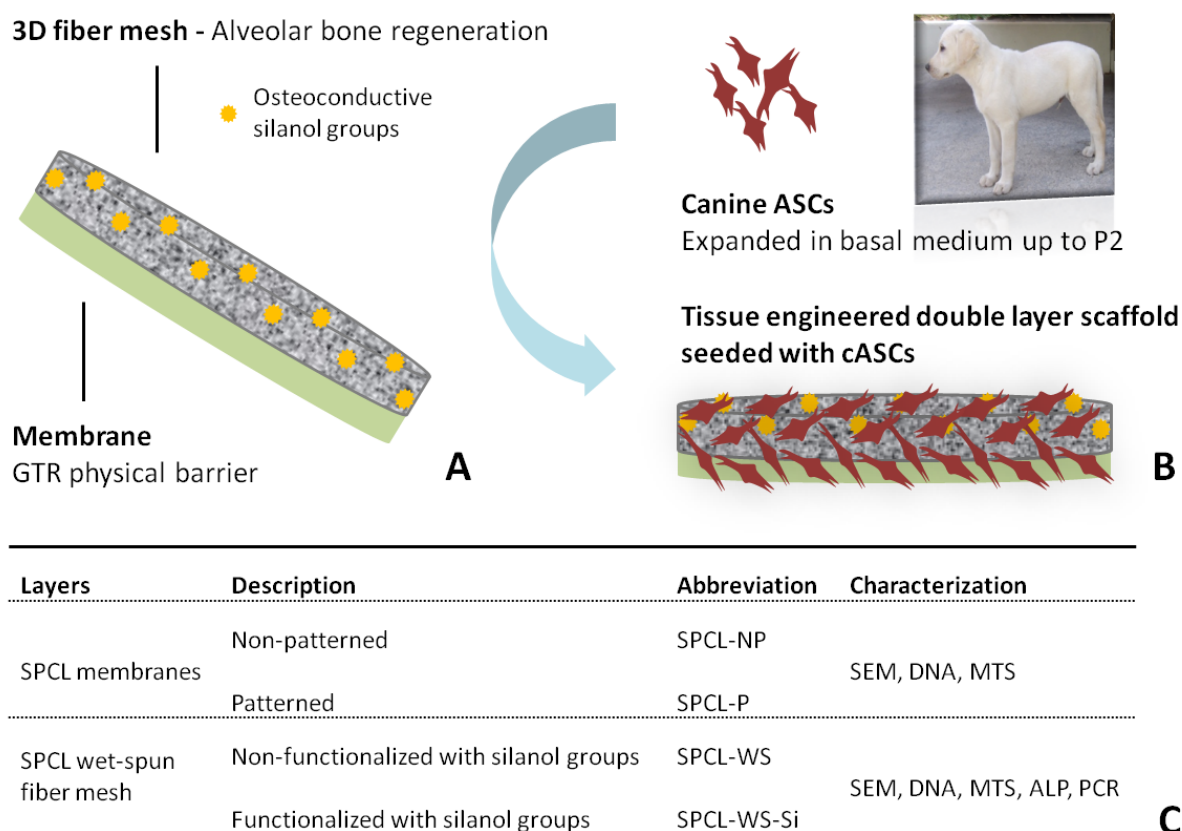 3D fiber mesh - Alveolar bone regeneration
Osteoconductive
silanol groups
Membrane
GTR physical barrier
A
Canine ASCs
Expanded in basal medium up to P2
Tissue engineered double layer scaffold
seeded with cASCs
B
Layers Description Abbreviation Characterization
Non-patterned SPCL-NP
SPCL membranes SEM, DNA, MTS
Patterned SPCL-P
SPCL wet-spun
fiber mesh
Non-functionalized with silanol groups SPCL-WS
SEM, DNA, MTS, ALP, PCR
Functionalized with silanol groups SPCL-WS-Si
C